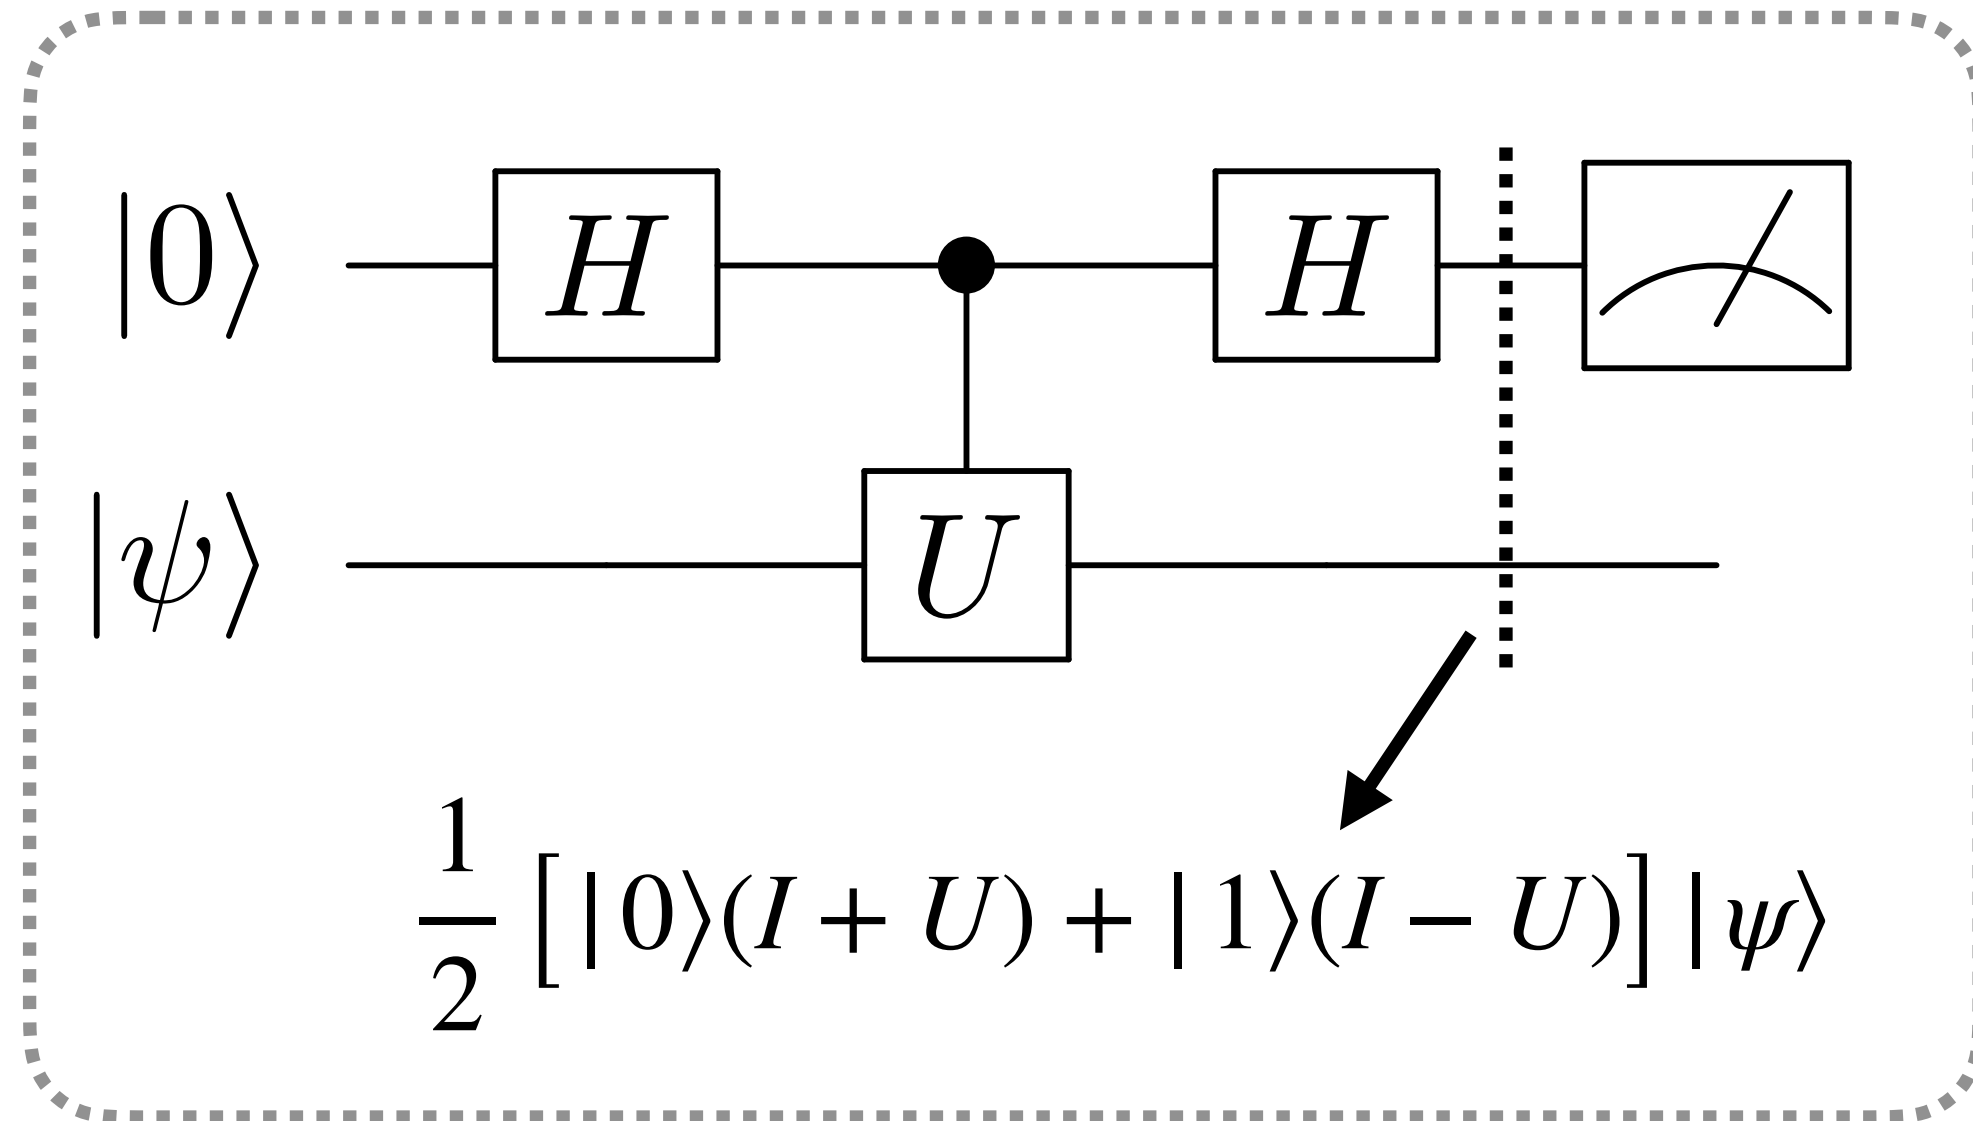 |0⟩ H H
|ψ⟩ U
1/2 [|0⟩(I + U) + |1⟩(I − U)] |ψ⟩